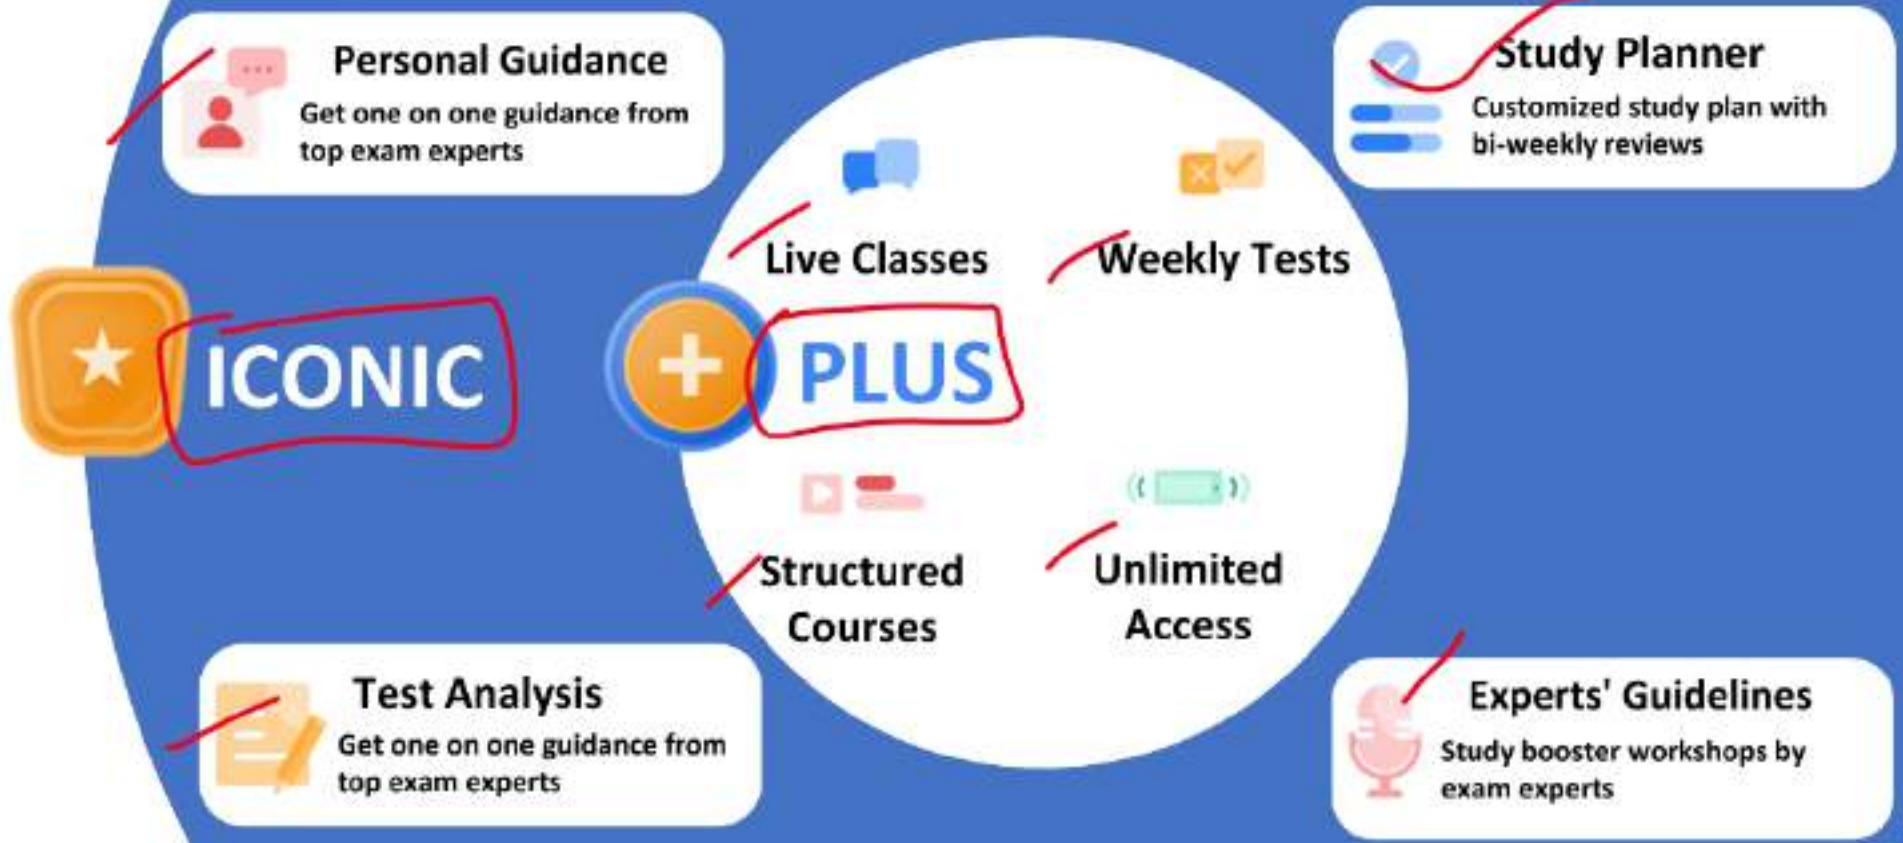 Personal Guidance
Get one on one guidance from
top exam experts
Study Planner
Customized study plan with
bi-weekly reviews
Live Classes
Weekly Tests
ICONIC
PLUS
Structured
Courses
Unlimited
Access
Test Analysis
Get one on one guidance from
top exam experts
Experts' Guidelines
Study booster workshops by
exam experts